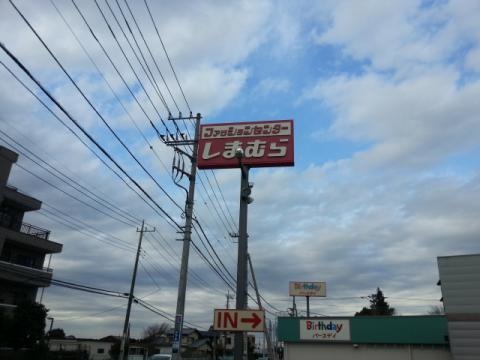 ファッションセンター
しまむら
IN→
Birthday
Birthday
バースデイ